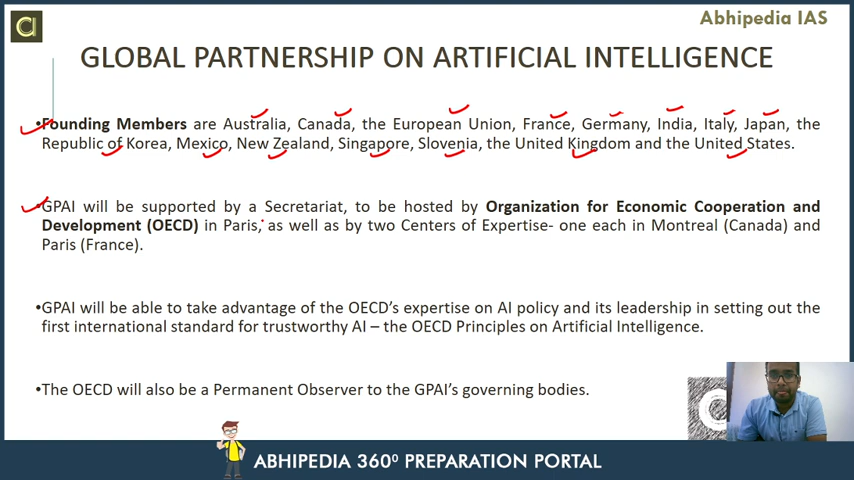 Abhipedia IAS
GLOBAL PARTNERSHIP ON ARTIFICIAL INTELLIGENCE
•Founding Members are Australia, Canada, the European Union, France, Germany, India, Italy, Japan, the
Republic of Korea, Mexico, New Zealand, Singapore, Slovenia, the United Kingdom and the United States.
•GPAI will be supported by a Secretariat, to be hosted by Organization for Economic Cooperation and
Development (OECD) in Paris, as well as by two Centers of Expertise- one each in Montreal (Canada) and
Paris (France).
•GPAI will be able to take advantage of the OECD's expertise on AI policy and its leadership in setting out the
first international standard for trustworthy AI – the OECD Principles on Artificial Intelligence.
•The OECD will also be a Permanent Observer to the GPAI's governing bodies.
ABHIPEDIA 360⁰ PREPARATION PORTAL